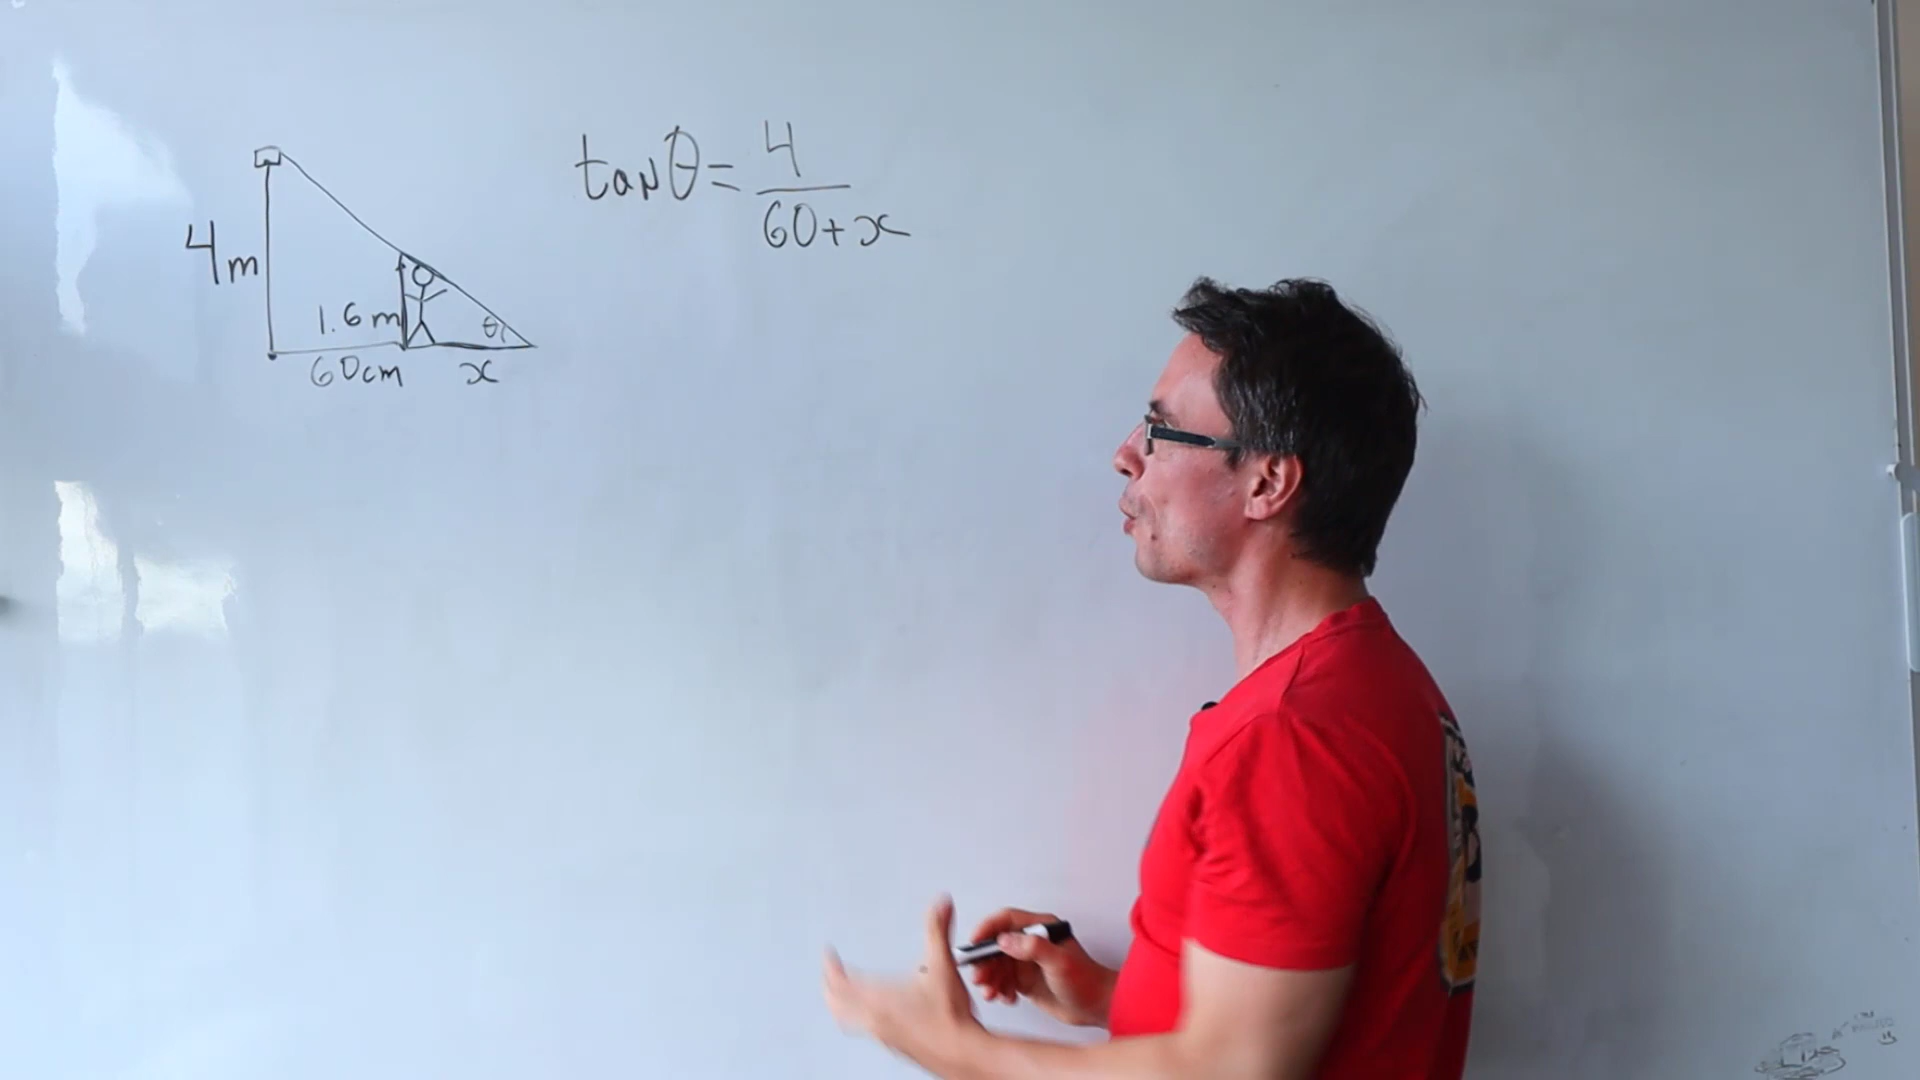 tanθ = 4
60+x
4m
1.6m
θ
60cm
x